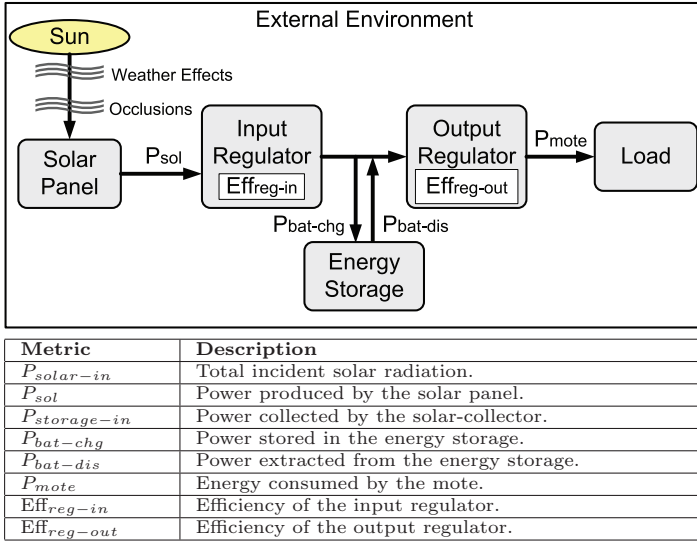 External Environment
Sun
Weather Effects
Occlusions
Solar
Panel
Psol
Input
Regulator
Effreg-in
Output
Regulator
Effreg-out
Pmote
Load
Pbat-chg
Pbat-dis
Energy
Storage
Metric Description
Psolar−in Total incident solar radiation.
Psol Power produced by the solar panel.
Pstorage−in Power collected by the solar-collector.
Pbat−chg Power stored in the energy storage.
Pbat−dis Power extracted from the energy storage.
Pmote Energy consumed by the mote.
Effreg−in Efficiency of the input regulator.
Effreg−out Efficiency of the output regulator.